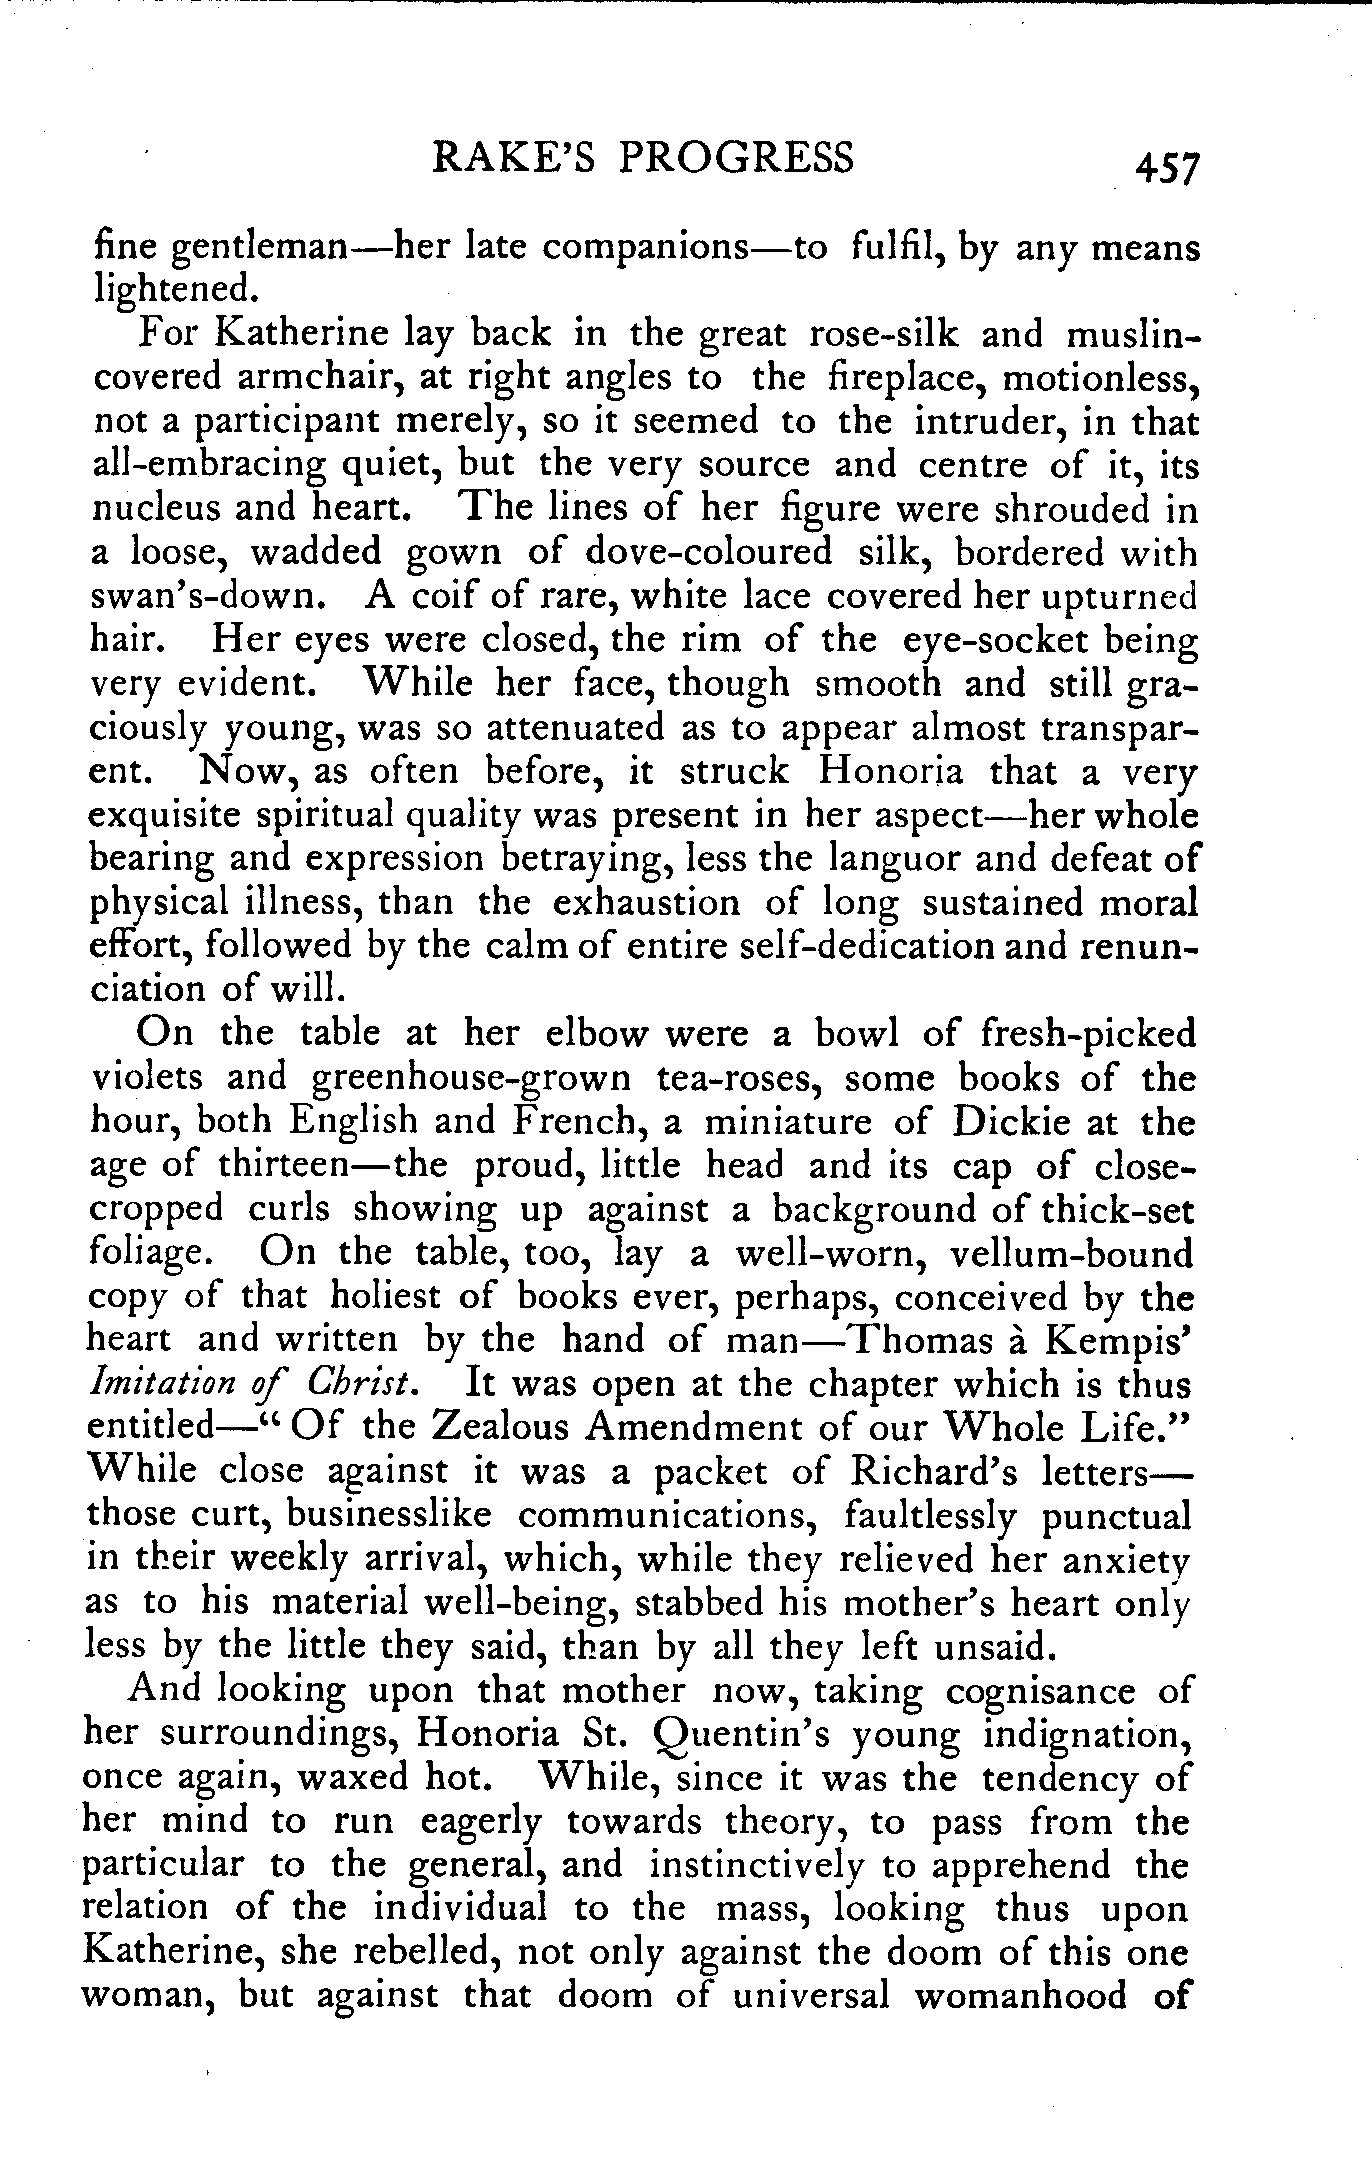 RAKE'S PROGRESS 457
fine gentleman—her late companions—to fulfil, by any means
lightened.
For Katherine lay back in the great rose-silk and muslin-
covered armchair, at right angles to the fireplace, motionless,
not a participant merely, so it seemed to the intruder, in that
all-embracing quiet, but the very source and centre of it, its
nucleus and heart. The lines of her figure were shrouded in
a loose, wadded gown of dove-coloured silk, bordered with
swan's-down. A coif of rare, white lace covered her upturned
hair. Her eyes were closed, the rim of the eye-socket being
very evident. While her face, though smooth and still gra-
ciously young, was so attenuated as to appear almost transpar-
ent. Now, as often before, it struck Honoria that a very
exquisite spiritual quality was present in her aspect—her whole
bearing and expression betraying, less the languor and defeat of
physical illness, than the exhaustion of long sustained moral
effort, followed by the calm of entire self-dedication and renun-
ciation of will.
On the table at her elbow were a bowl of fresh-picked
violets and greenhouse-grown tea-roses, some books of the
hour, both English and French, a miniature of Dickie at the
age of thirteen—the proud, little head and its cap of close-
cropped curls showing up against a background of thick-set
foliage. On the table, too, lay a well-worn, vellum-bound
copy of that holiest of books ever, perhaps, conceived by the
heart and written by the hand of man—Thomas à Kempis'
Imitation of Christ. It was open at the chapter which is thus
entitled—“Of the Zealous Amendment of our Whole Life.”
While close against it was a packet of Richard's letters—
those curt, businesslike communications, faultlessly punctual
in their weekly arrival, which, while they relieved her anxiety
as to his material well-being, stabbed his mother's heart only
less by the little they said, than by all they left unsaid.
And looking upon that mother now, taking cognisance of
her surroundings, Honoria St. Quentin's young indignation,
once again, waxed hot. While, since it was the tendency of
her mind to run eagerly towards theory, to pass from the
particular to the general, and instinctively to apprehend the
relation of the individual to the mass, looking thus upon
Katherine, she rebelled, not only against the doom of this one
woman, but against that doom of universal womanhood of